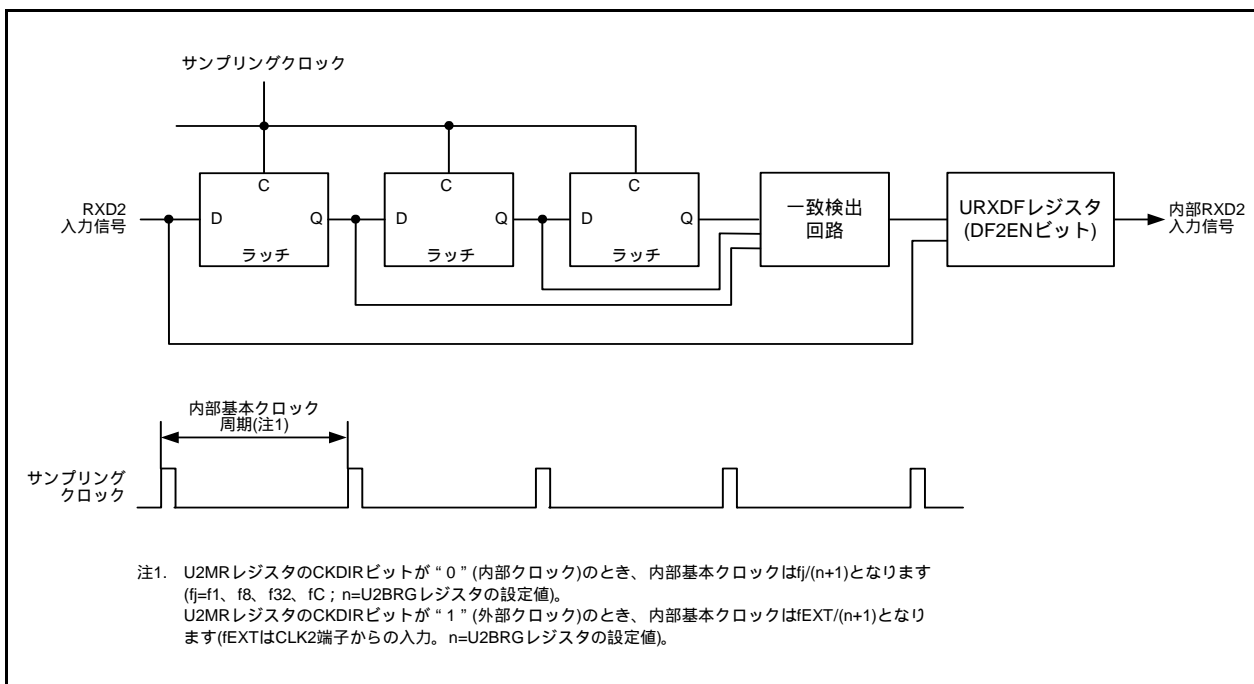 サンプリングクロック
C
C
C
RXD2
入力信号
D
Q
D
Q
D
Q
ラッチ
ラッチ
ラッチ
一致検出
回路
URXDFレジスタ
(DF2ENビット)
内部RXD2
入力信号
内部基本クロック
周期(注1)
サンプリング
クロック
注1. U2MRレジスタのCKDIRビットが“0”(内部クロック)のとき、内部基本クロックはfj/(n+1)となります
(fj=f1、f8、f32、fC；n=U2BRGレジスタの設定値)。
U2MRレジスタのCKDIRビットが“1”(外部クロック)のとき、内部基本クロックはfEXT/(n+1)となり
ます(fEXTはCLK2端子からの入力。n=U2BRGレジスタの設定値)。